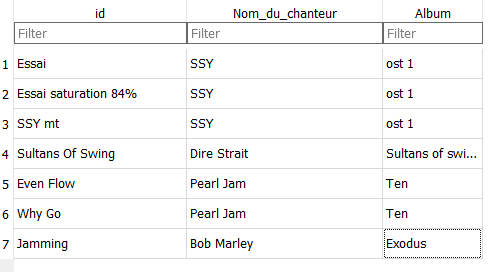 id Nom_du_chanteur Album
Filter Filter Filter
1 Essai SSY ost 1
2 Essai saturation 84% SSY ost 1
3 SSY mt SSY ost 1
4 Sultans Of Swing Dire Strait Sultans of swi...
5 Even Flow Pearl Jam Ten
6 Why Go Pearl Jam Ten
7 Jamming Bob Marley Exodus